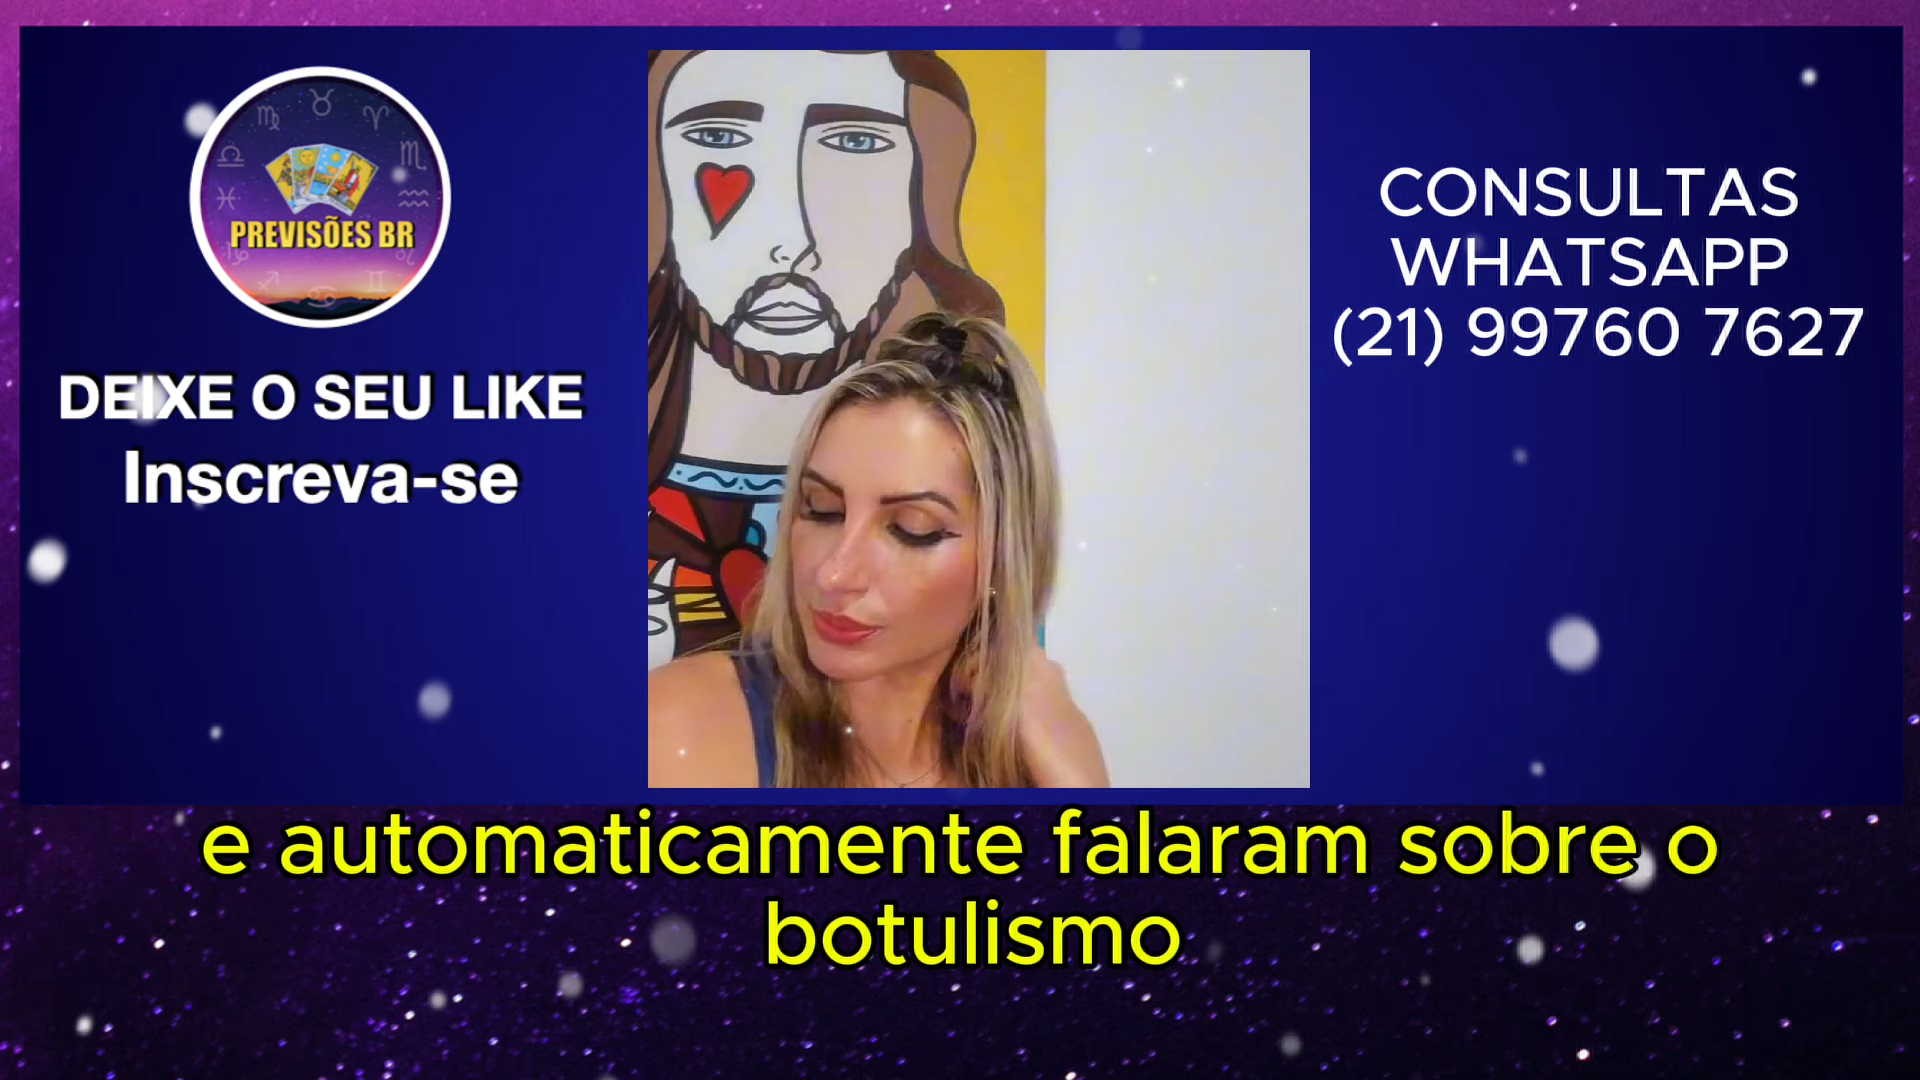 PREVISÕES BR
DEIXE O SEU LIKE
Inscreva-se
CONSULTAS
WHATSAPP
(21) 99760 7627
e automaticamente falaram sobre o
botulismo